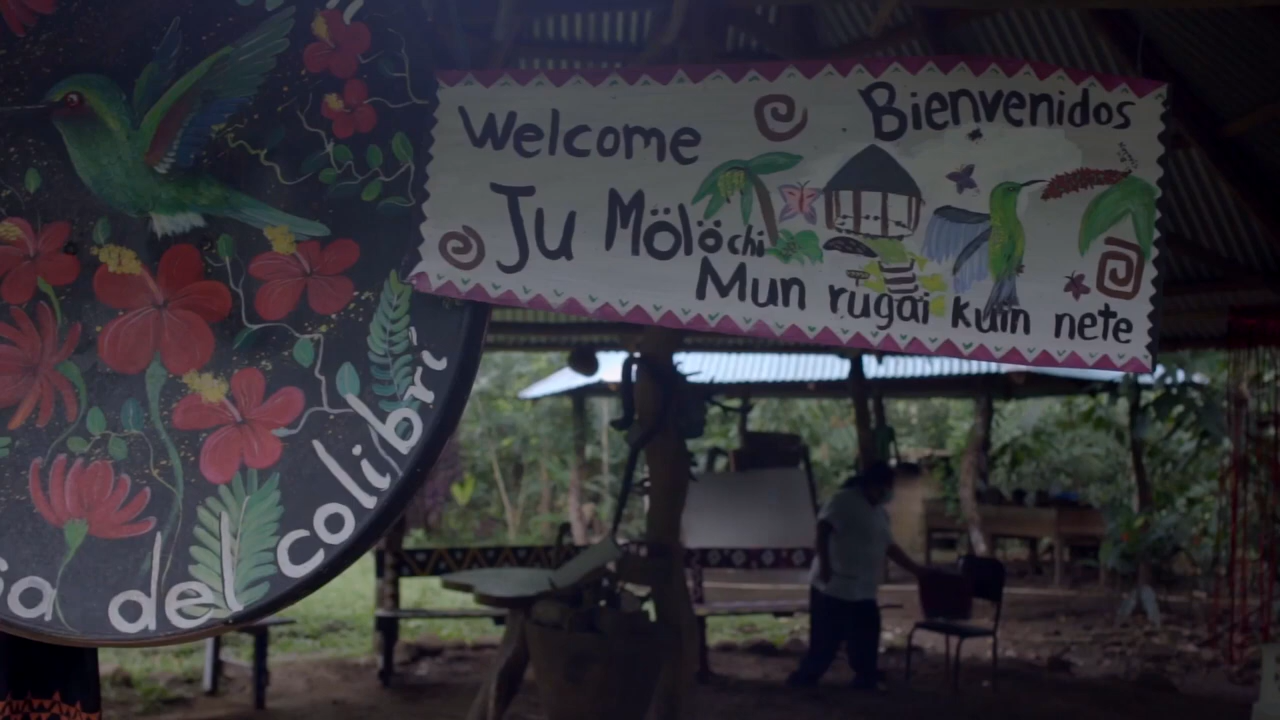 del colibrí
Welcome
Bienvenidos
Ju Mölöchi
Mun rugai kuin nete